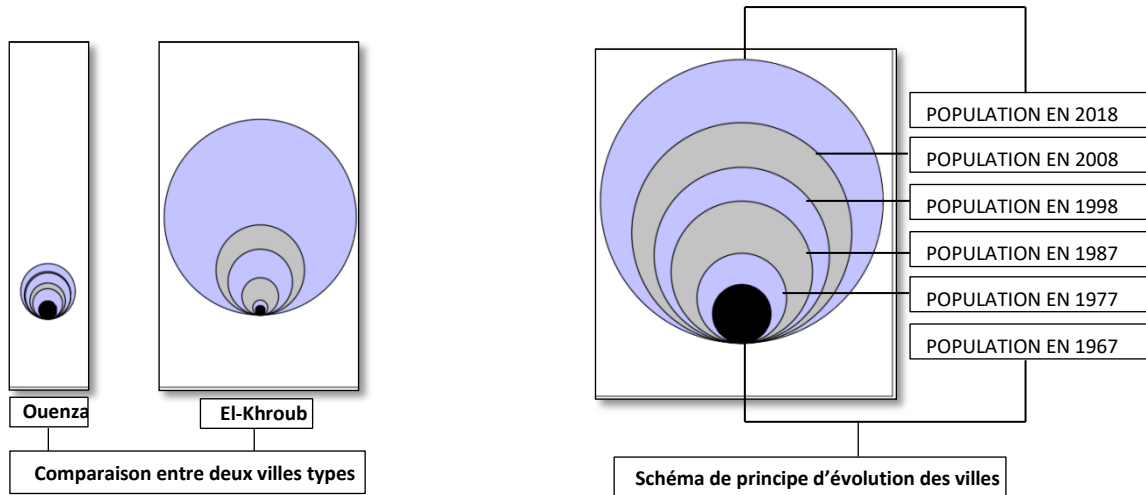 Ouenza
El-Khroub
Comparaison entre deux villes types
POPULATION EN 2018
POPULATION EN 2008
POPULATION EN 1998
POPULATION EN 1987
POPULATION EN 1977
POPULATION EN 1967
Schéma de principe d’évolution des villes